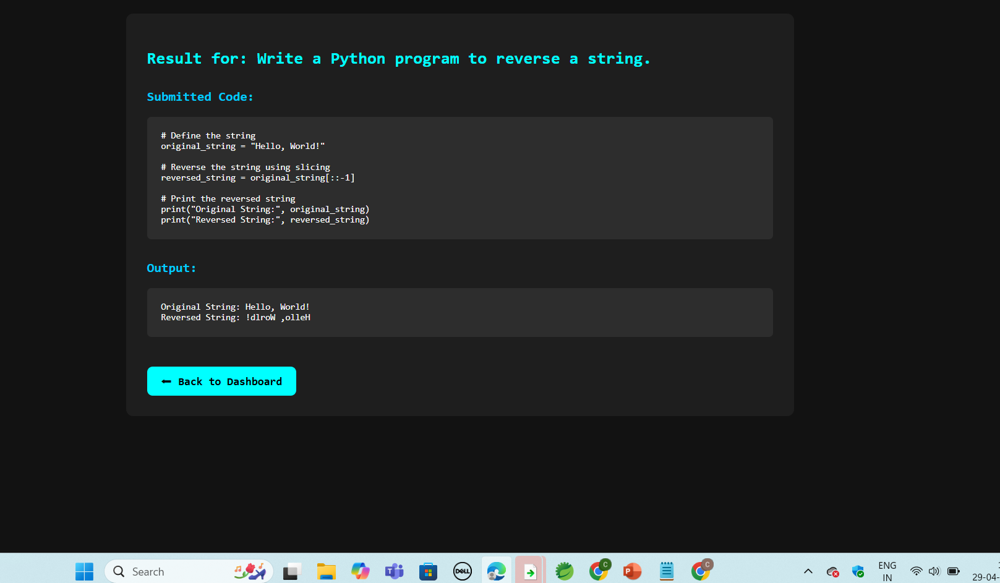 Result for: Write a Python program to reverse a string.
Submitted Code:
# Define the string
original_string = "Hello, World!"
# Reverse the string using slicing
reversed_string = original_string[::-1]
# Print the reversed string
print("Original String:", original_string)
print("Reversed String:", reversed_string)
Output:
Original String: Hello, World!
Reversed String: !dlroW ,olleH
← Back to Dashboard
Search
DELL
C
C
ENG
IN
29-04-